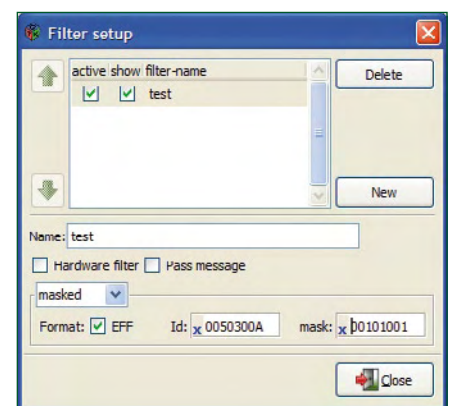 Filter setup
active show filter-name
test
Delete
New
Name: test
Hardware filter Pass message
masked
Format: EFF Id: x 0050300A mask: x 00101001
Close